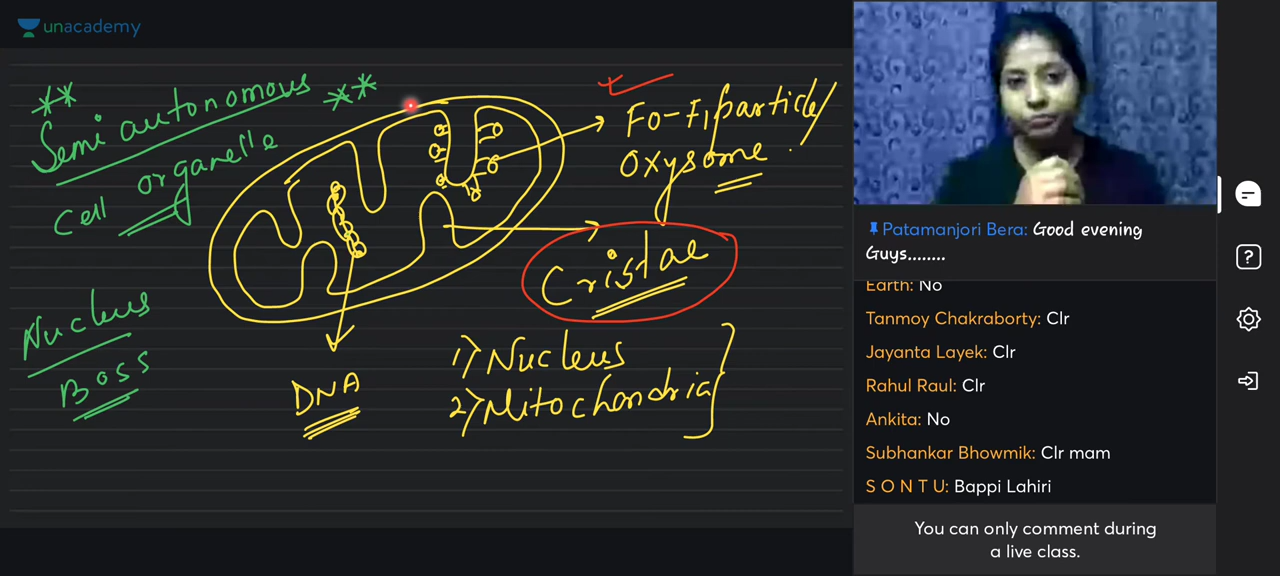 unacademy
** Semi autonomous **
Cell organelle
Nucleus
Boss
F0-F1 particle/
oxysome.
Cristae
DNA
1) Nucleus
2) Mitochondria
Patamanjori Bera: Good evening
Guys........
Earth: No
Tanmoy Chakraborty: Clr
Jayanta Layek: Clr
Rahul Raul: Clr
Ankita: No
Subhankar Bhowmik: Clr mam
S O N T U: Bappi Lahiri
You can only comment during
a live class.